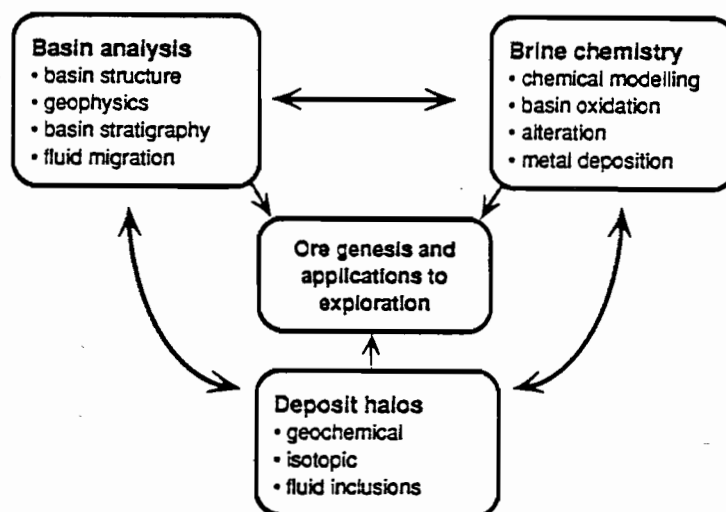 Basin analysis
• basin structure
• geophysics
• basin stratigraphy
• fluid migration
Brine chemistry
• chemical modelling
• basin oxidation
• alteration
• metal deposition
Ore genesis and
applications to
exploration
Deposit halos
• geochemical
• isotopic
• fluid inclusions